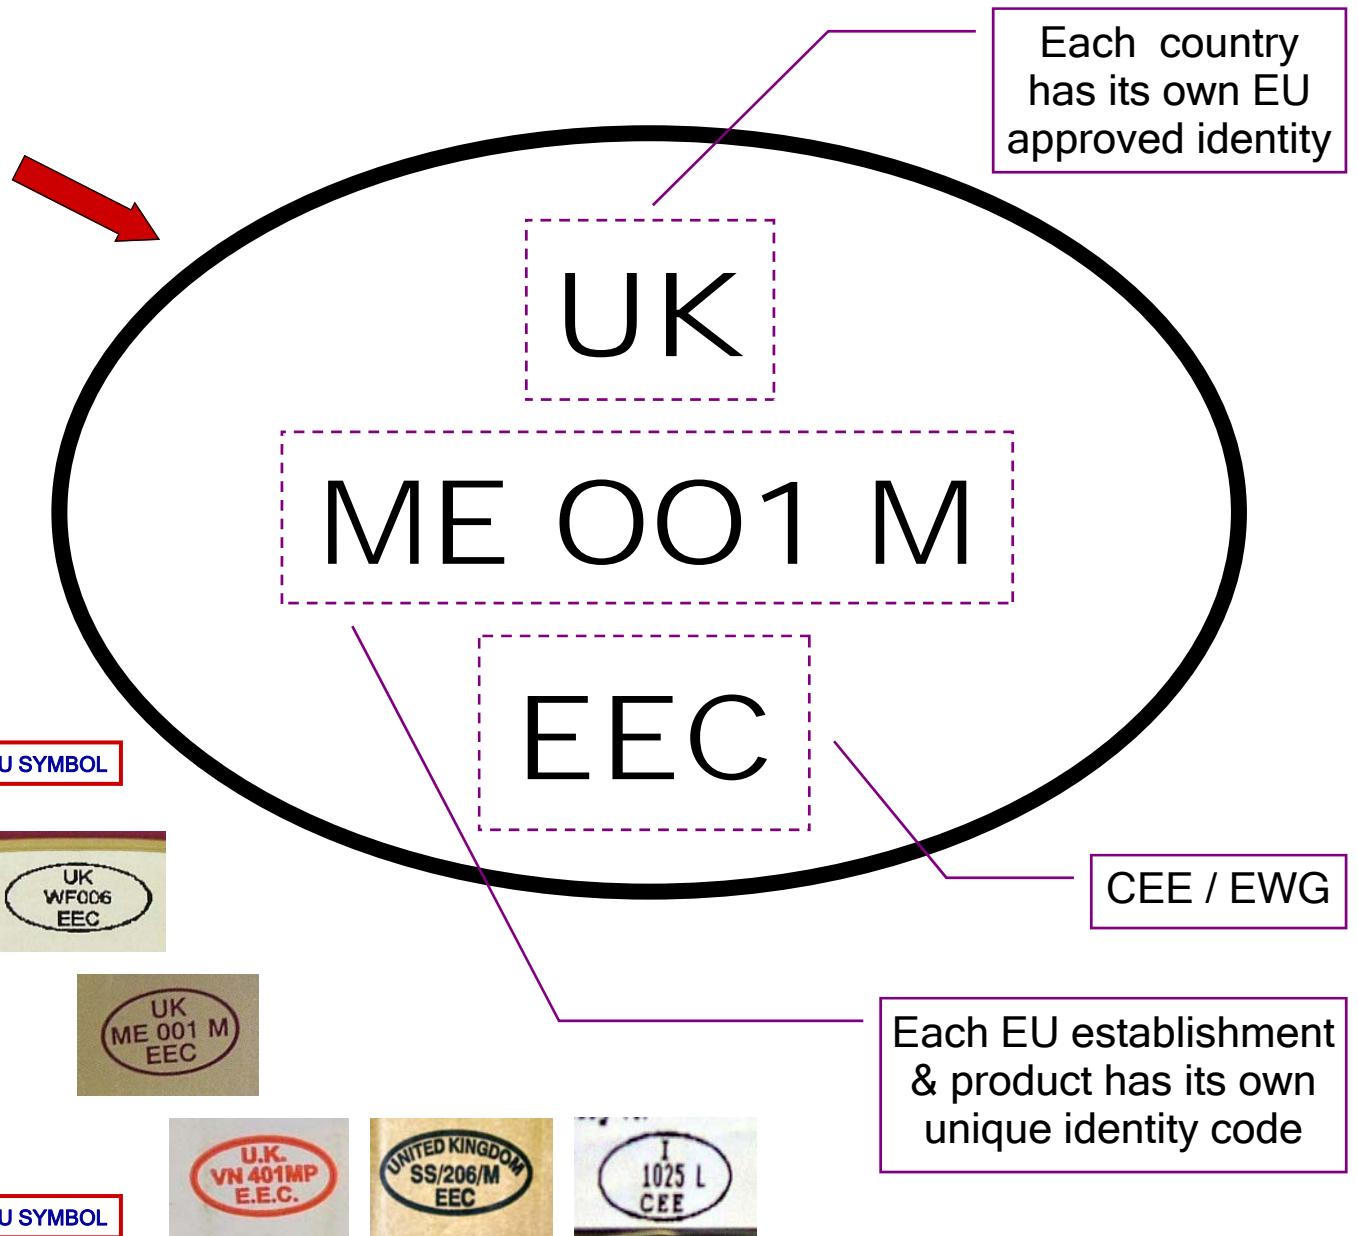 Each country
has its own EU
approved identity
UK
ME 001 M
EEC
U SYMBOL
UK
WF006
EEC
CEE / EWG
UK
ME 001 M
EEC
Each EU establishment
& product has its own
unique identity code
U.K.
VN 401MP
E.E.C.
UNITED KINGDOM
SS/206/M
EEC
I
1025 L
CEE
U SYMBOL